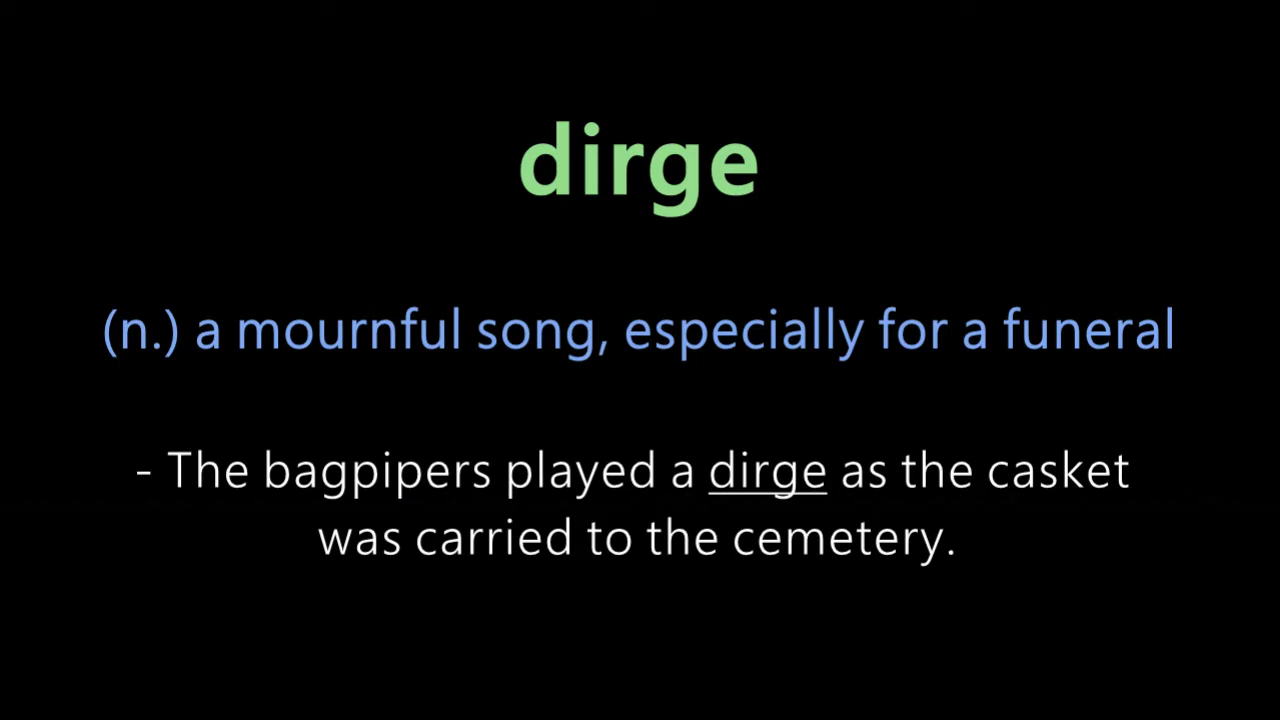 dirge
(n.) a mournful song, especially for a funeral
- The bagpipers played a dirge as the casket
was carried to the cemetery.